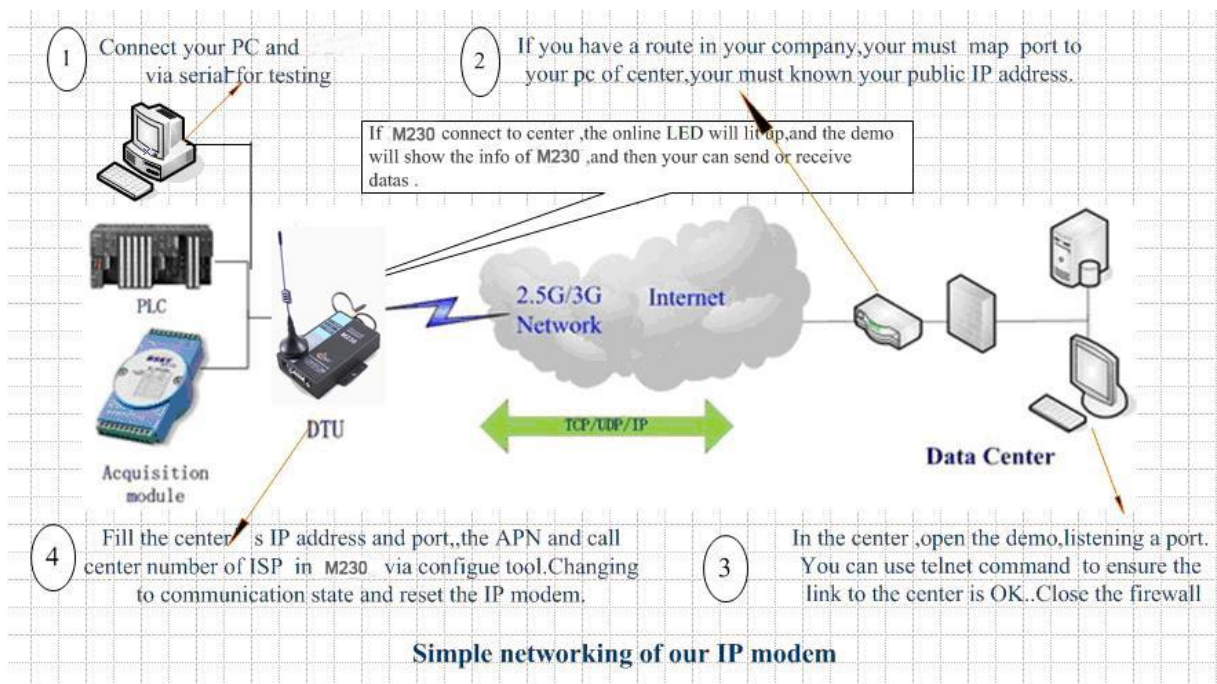 1
Connect your PC and
via serial for testing
2
If you have a route in your company,your must map port to
your pc of center,your must known your public IP address.
If M230 connect to center ,the online LED will lit up,and the demo
will show the info of M230 ,and then your can send or receive
datas .
PLC
M230
2.5G/3G
Network
Internet
DTU
TCP/UDP/IP
Acquisition
module
Data Center
4
Fill the center s IP address and port,,the APN and call
center number of ISP in M230 via configue tool.Changing
to communication state and reset the IP modem.
3
In the center ,open the demo,listening a port.
You can use telnet command to ensure the
link to the center is OK..Close the firewall
Simple networking of our IP modem